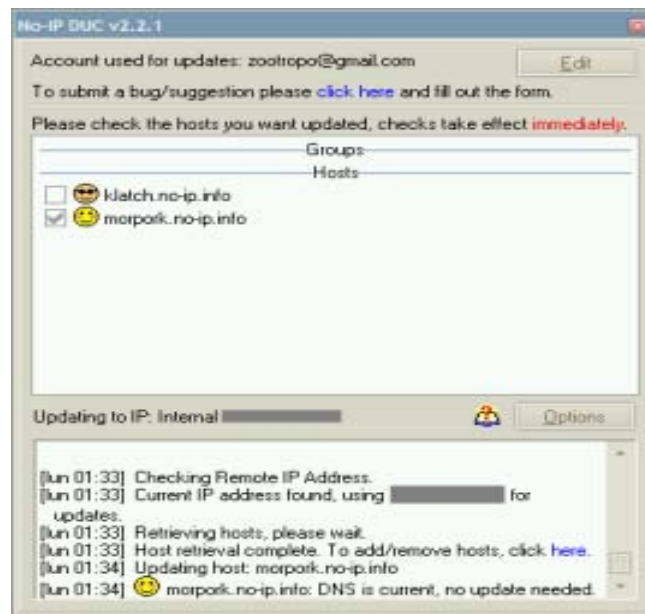 No-IP DUC v2.2.1
Account used for updates: zootropo@gmail.com
Edit
To submit a bug/suggestion please click here and fill out the form.
Please check the hosts you want updated, checks take effect immediately.
Groups
Hosts
klatch.no-ip.info
morpork.no-ip.info
Updating to IP: Internal
Options
[lun 01:33] Checking Remote IP Address.
[lun 01:33] Current IP address found, using for
updates.
[lun 01:33] Retrieving hosts, please wait.
[lun 01:33] Host retrieval complete. To add/remove hosts, click here.
[lun 01:34] Updating host: morpork.no-ip.info
[lun 01:34] morpork.no-ip.info: DNS is current, no update needed.